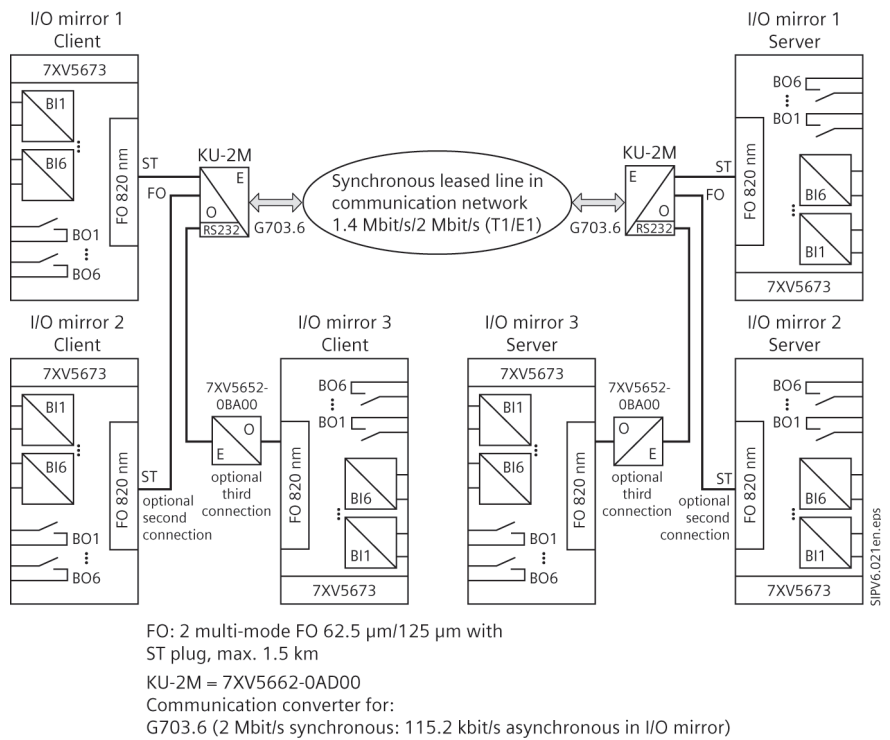 I/O mirror 1
Client
7XV5673
BI1
BI6
BO1
BO6
FO 820 nm
ST
FO
KU-2M
E
O
RS232
G703.6
Synchronous leased line in
communication network
1.4 Mbit/s/2 Mbit/s (T1/E1)
G703.6
KU-2M
E
O
RS232
ST
FO
I/O mirror 1
Server
FO 820 nm
BO6
BO1
BI6
BI1
7XV5673
I/O mirror 2
Client
7XV5673
BI1
BI6
BO1
BO6
FO 820 nm
ST
optional
second
connection
7XV5652-
0BA00
O
E
optional
third
connection
I/O mirror 3
Client
FO 820 nm
BO6
BO1
BI6
BI1
7XV5673
I/O mirror 3
Server
7XV5673
BI1
BI6
BO1
BO6
FO 820 nm
7XV5652-
0BA00
O
E
optional
third
connection
ST
optional
second
connection
I/O mirror 2
Server
FO 820 nm
BO6
BO1
BI6
BI1
7XV5673
SIPV6.021en.eps
FO: 2 multi-mode FO 62.5 μm/125 μm with
ST plug, max. 1.5 km
KU-2M = 7XV5662-0AD00
Communication converter for:
G703.6 (2 Mbit/s synchronous: 115.2 kbit/s asynchronous in I/O mirror)